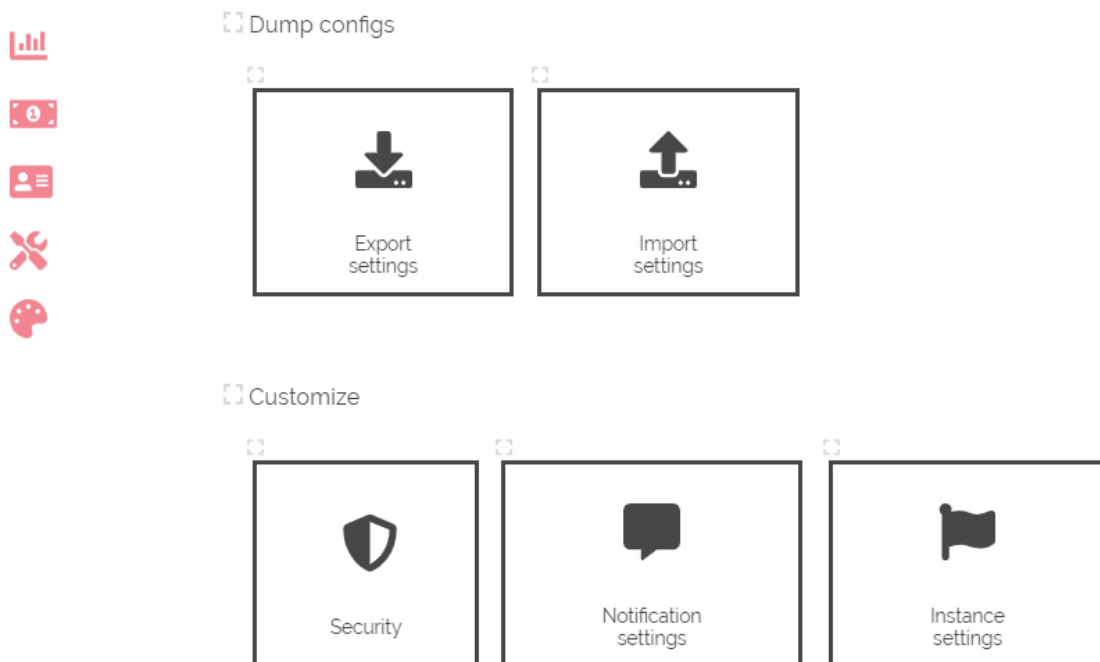 Dump configs
Export
settings
Import
settings
Customize
Security
Notification
settings
Instance
settings